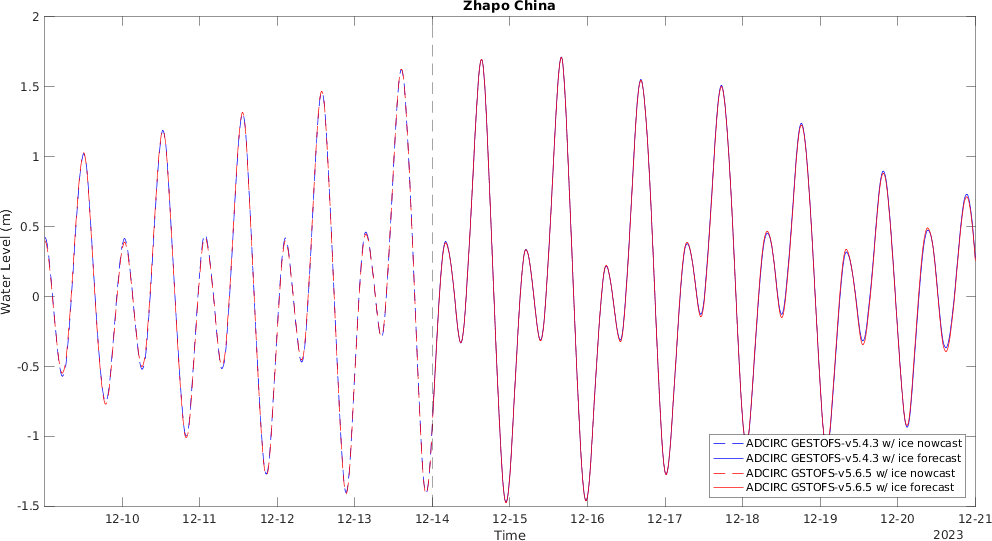 Zhapo China
2
1.5
1
0.5
0
-0.5
-1
-1.5
Water Level (m)
12-10 12-11 12-12 12-13 12-14 12-15 12-16 12-17 12-18 12-19 12-20 12-21
Time
2023
ADCIRC GESTOFS-v5.4.3 w/ ice nowcast
ADCIRC GESTOFS-v5.4.3 w/ ice forecast
ADCIRC GSTOFS-v5.6.5 w/ ice nowcast
ADCIRC GSTOFS-v5.6.5 w/ ice forecast